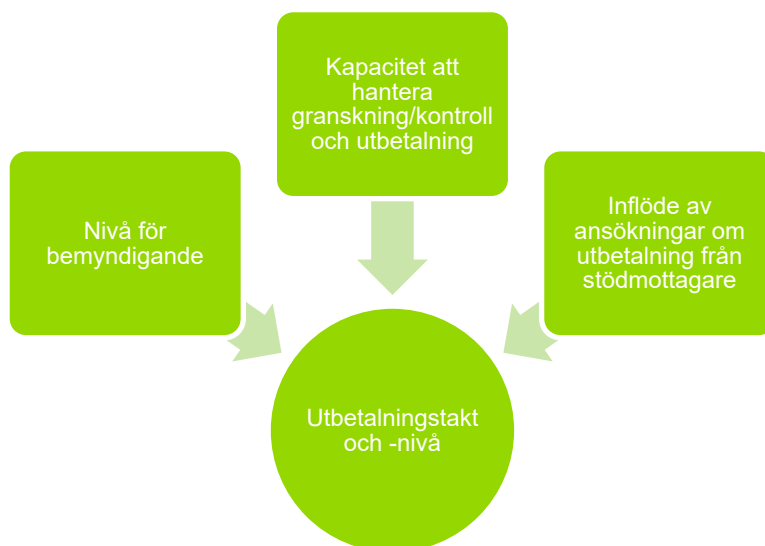 Kapacitet att
hantera
granskning/kontroll
och utbetalning
Nivå för
bemyndigande
Inflöde av
ansökningar om
utbetalning från
stödmottagare
Utbetalningstakt
och -nivå